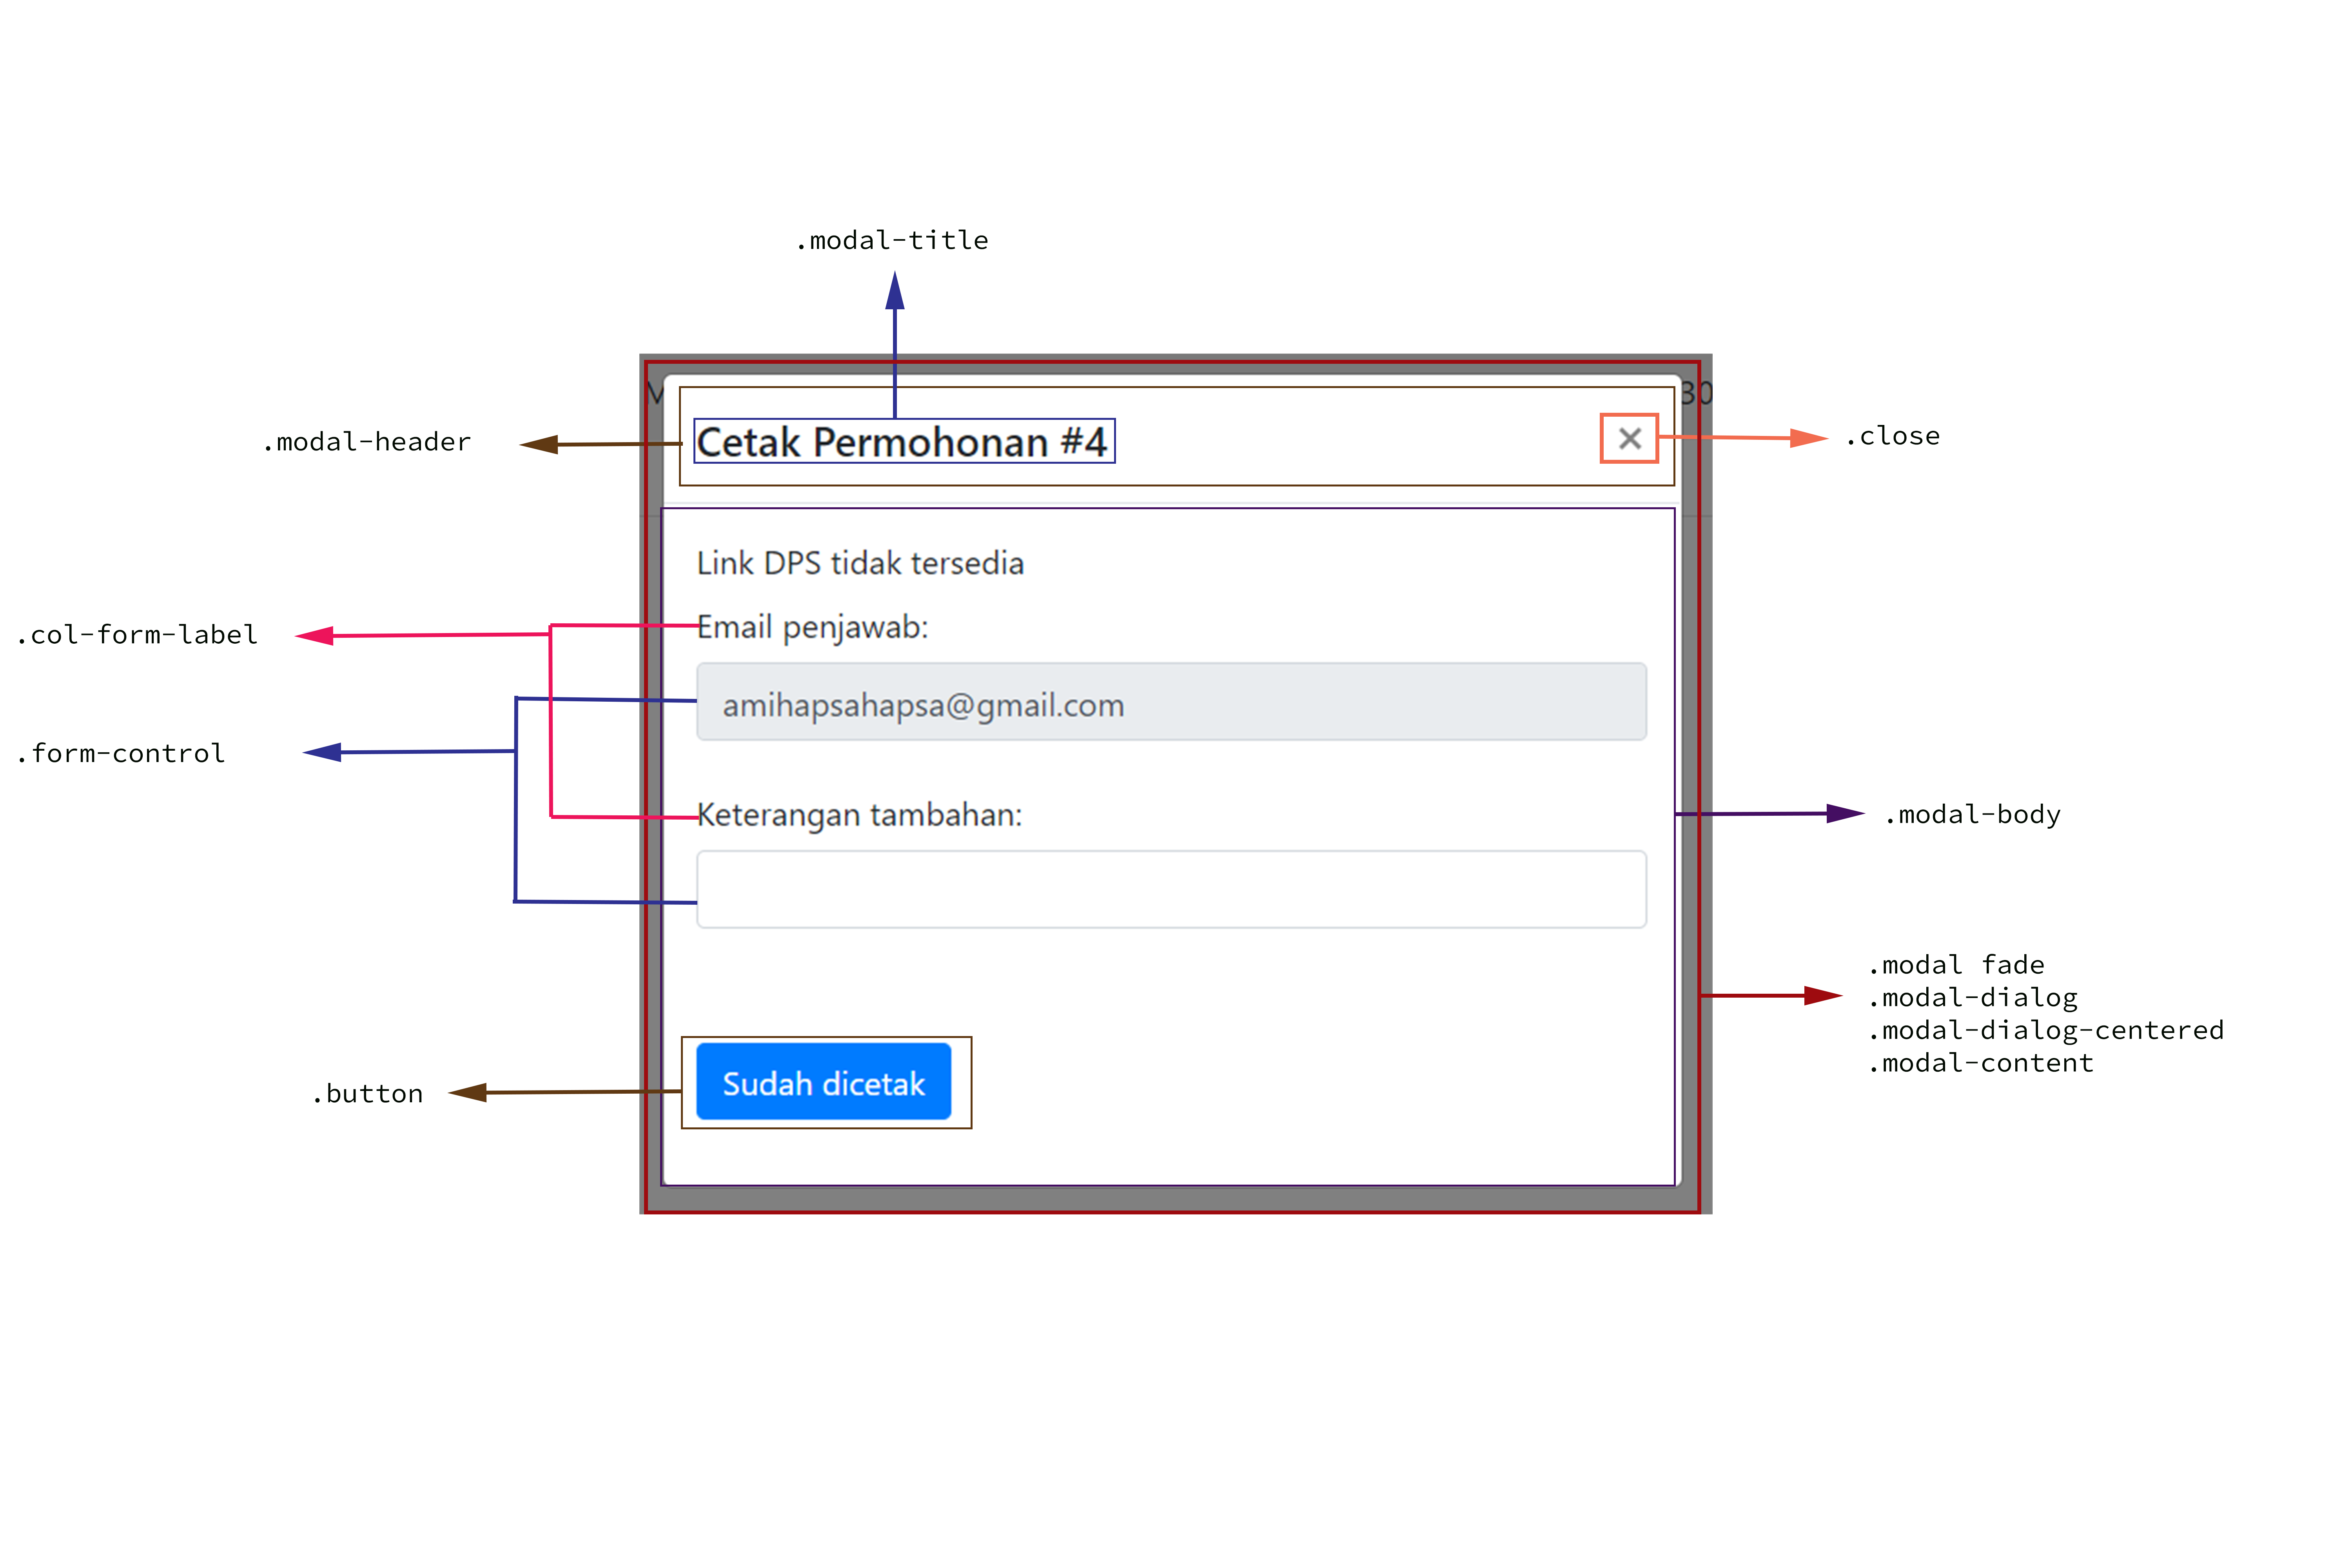 .modal-title
M
30
.modal-header
Cetak Permohonan #4
×
.close
Link DPS tidak tersedia
.col-form-label
Email penjawab:
amihapsahapsa@gmail.com
.form-control
Keterangan tambahan:
.modal-body
.modal fade
.modal-dialog
.modal-dialog-centered
.modal-content
.button
Sudah dicetak